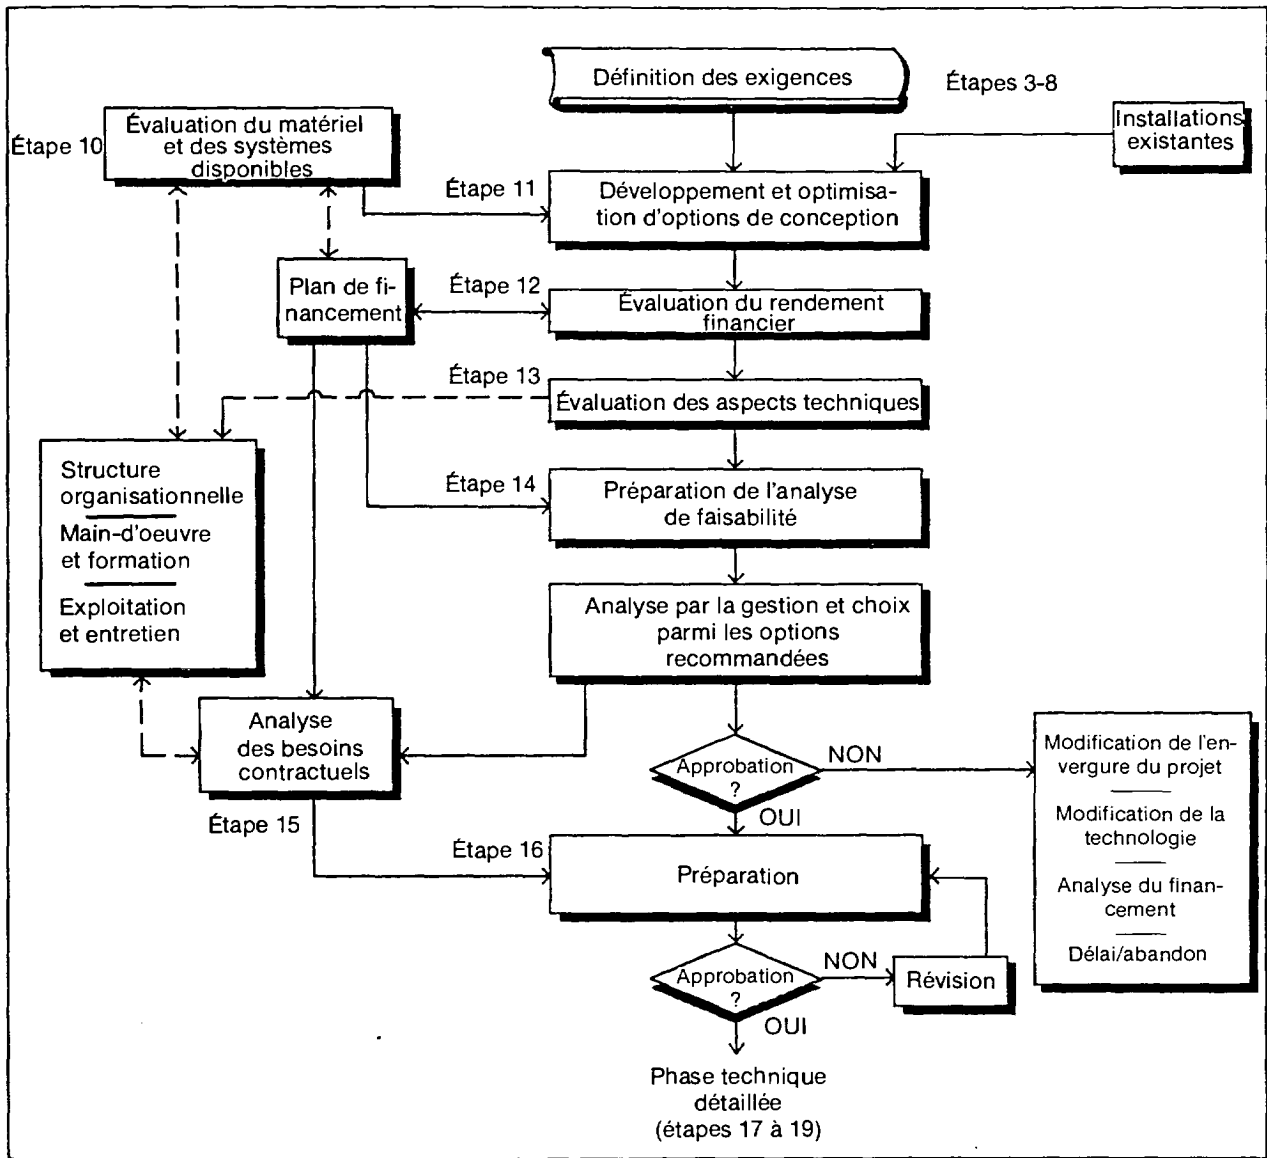 Définition des exigences
Étapes 3-8
Installations
existantes
Étape 10
Évaluation du matériel
et des systèmes
disponibles
Étape 11
Développement et optimisa-
tion d'options de conception
Plan de fi-
nancement
Étape 12
Évaluation du rendement
financier
Étape 13
Évaluation des aspects techniques
Structure
organisationnelle
Main-d'oeuvre
et formation
Exploitation
et entretien
Étape 14
Préparation de l'analyse
de faisabilité
Analyse par la gestion et choix
parmi les options
recommandées
Analyse
des besoins
contractuels
Étape 15
Approbation
?
NON
OUI
Modification de l'en-
vergure du projet
Modification de la
technologie
Analyse du finan-
cement
Délai/abandon
Étape 16
Préparation
Approbation
?
NON
Révision
OUI
Phase technique
détaillée
(étapes 17 à 19)